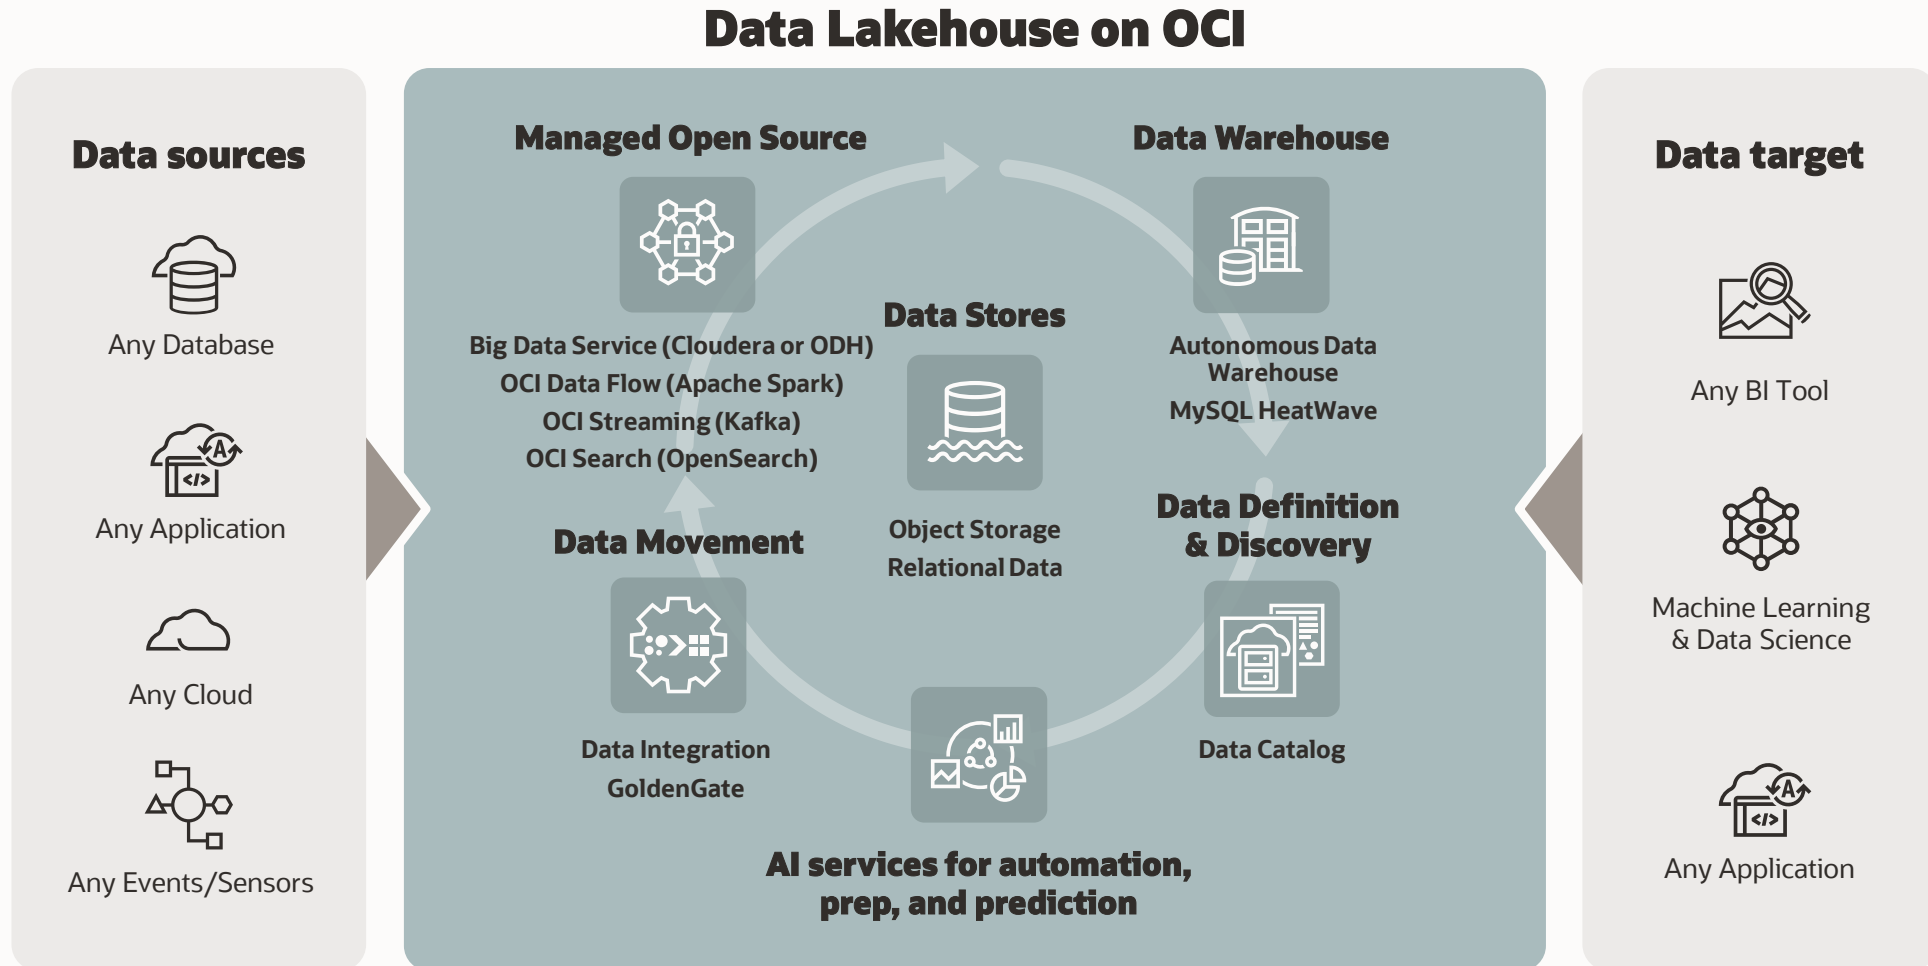 Data Lakehouse on OCI
Data sources
Any Database
Any Application
Any Cloud
Any Events/Sensors
Managed Open Source
Big Data Service (Cloudera or ODH)
OCI Data Flow (Apache Spark)
OCI Streaming (Kafka)
OCI Search (OpenSearch)
Data Warehouse
Autonomous Data
Warehouse
MySQL HeatWave
Data Stores
Object Storage
Relational Data
Data Movement
Data Integration
GoldenGate
Data Definition
& Discovery
Data Catalog
AI services for automation,
prep, and prediction
Data target
Any BI Tool
Machine Learning
& Data Science
Any Application